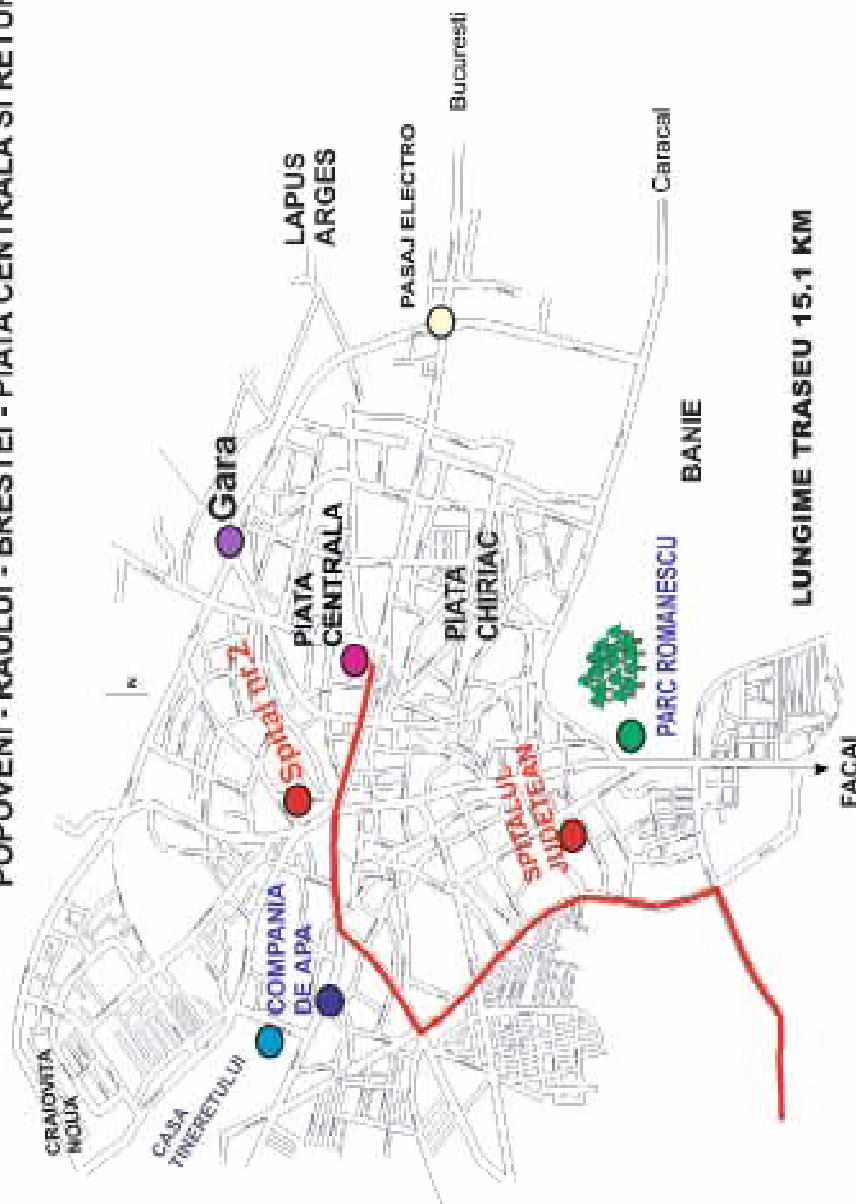 POPOVENI - RAULUI - BRESTEI - PIATA CENTRALA SI RETUR
CRAIOVITA
NOUA
N
CASA
TINERETULUI
Gara
Spital nr.2
COMPANIA
DE APA
LAPUS
ARGES
PIATA
CENTRALA
PASAJ ELECTRO
Bucuresti
PIATA
CHIRIAC
SPITALUL
JUDETEAN
Caracal
PARC ROMANESCU
BANIE
LUNGIME TRASEU 15.1 KM
FACAI